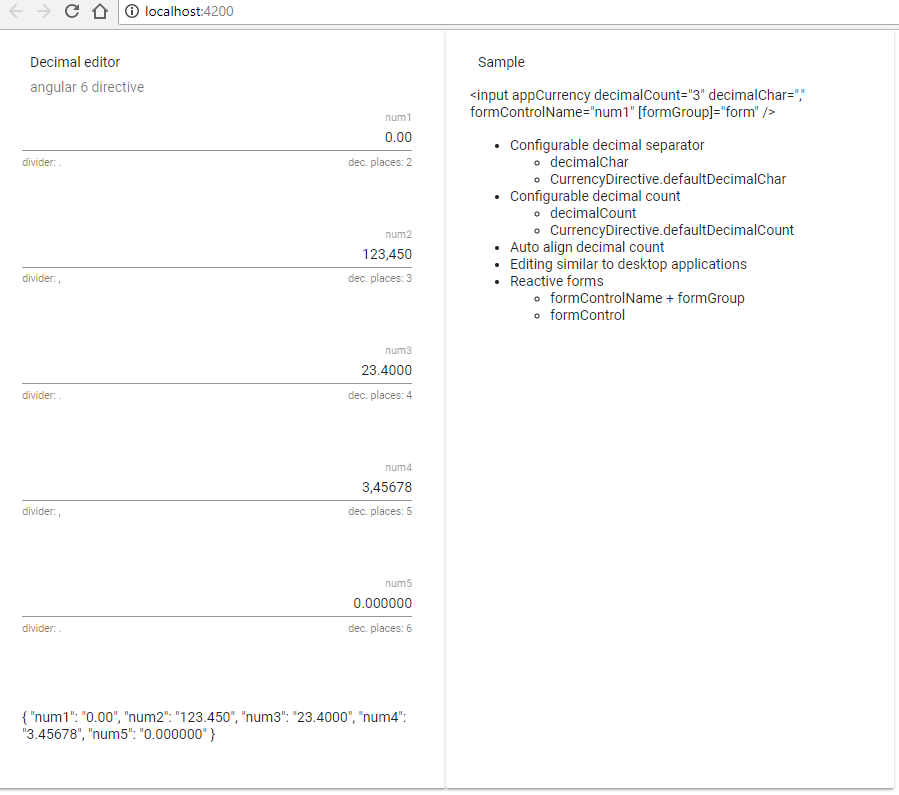 localhost:4200
Decimal editor
angular 6 directive
num1
0.00
divider: .
dec. places: 2
num2
123,450
divider: ,
dec. places: 3
num3
23.4000
divider: .
dec. places: 4
num4
3,45678
divider: ,
dec. places: 5
num5
0.000000
divider: .
dec. places: 6
{ "num1": "0.00", "num2": "123.450", "num3": "23.4000", "num4":
"3.45678", "num5": "0.000000" }
Sample
<input appCurrency decimalCount="3" decimalChar=","
formControlName="num1" [formGroup]="form" />
Configurable decimal separator
decimalChar
CurrencyDirective.defaultDecimalChar
Configurable decimal count
decimalCount
CurrencyDirective.defaultDecimalCount
Auto align decimal count
Editing similar to desktop applications
Reactive forms
formControlName + formGroup
formControl